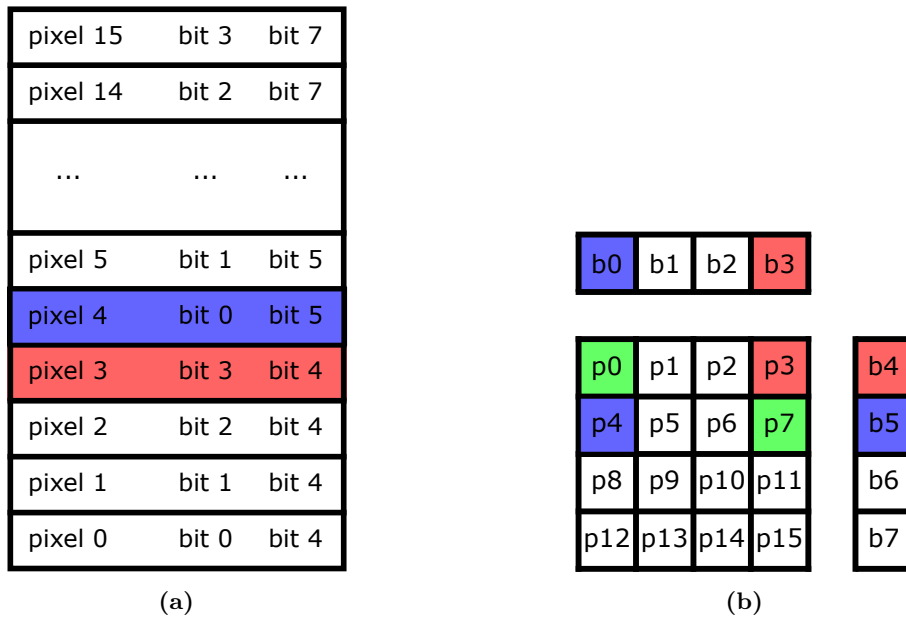 pixel 15 bit 3 bit 7
pixel 14 bit 2 bit 7
... ... ...
pixel 5 bit 1 bit 5
pixel 4 bit 0 bit 5
pixel 3 bit 3 bit 4
pixel 2 bit 2 bit 4
pixel 1 bit 1 bit 4
pixel 0 bit 0 bit 4
(a)
b0 b1 b2 b3
p0 p1 p2 p3 b4
p4 p5 p6 p7 b5
p8 p9 p10 p11 b6
p12 p13 p14 p15 b7
(b)